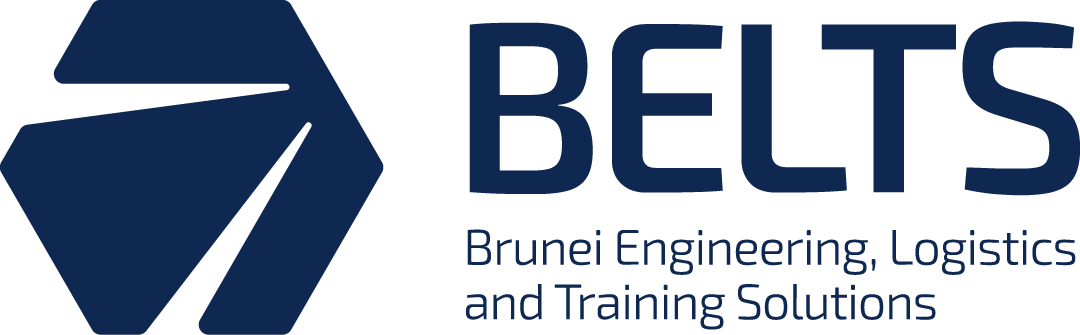 BELTS
Brunei Engineering, Logistics
and Training Solutions